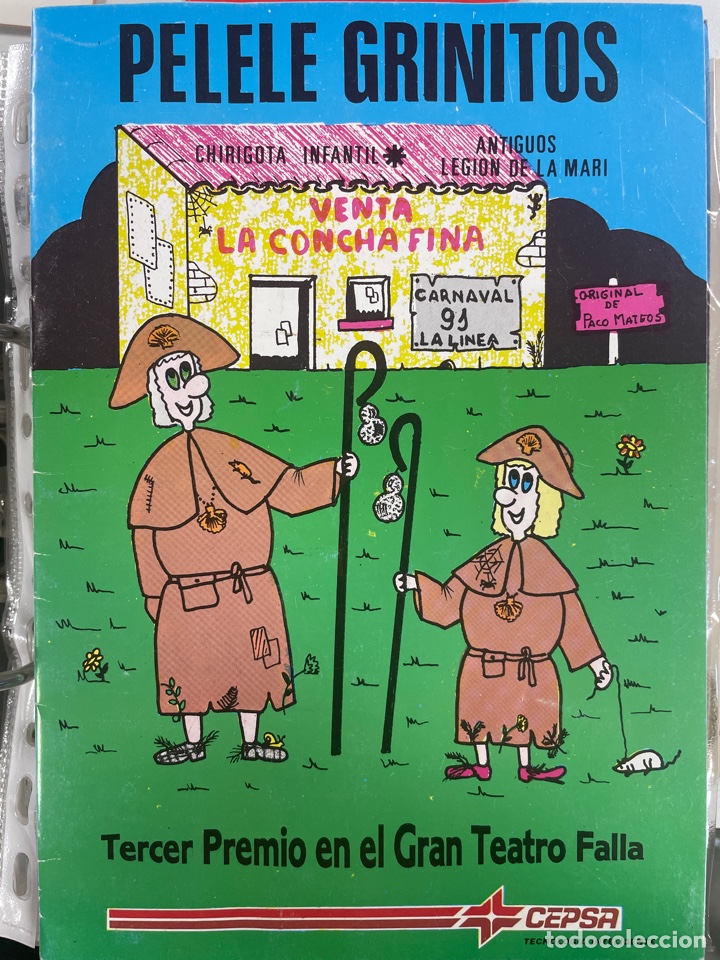 PELELE GRINITOS
CHIRIGOTA INFANTIL *
ANTIGUOS
LEGION DE LA MARI
VENTA
LA CONCHA FINA
CARNAVAL
91
LA LINEA
ORIGINAL
DE
PACO MATEOS
Tercer Premio en el Gran Teatro Falla
CEPSA
todocoleccion.net